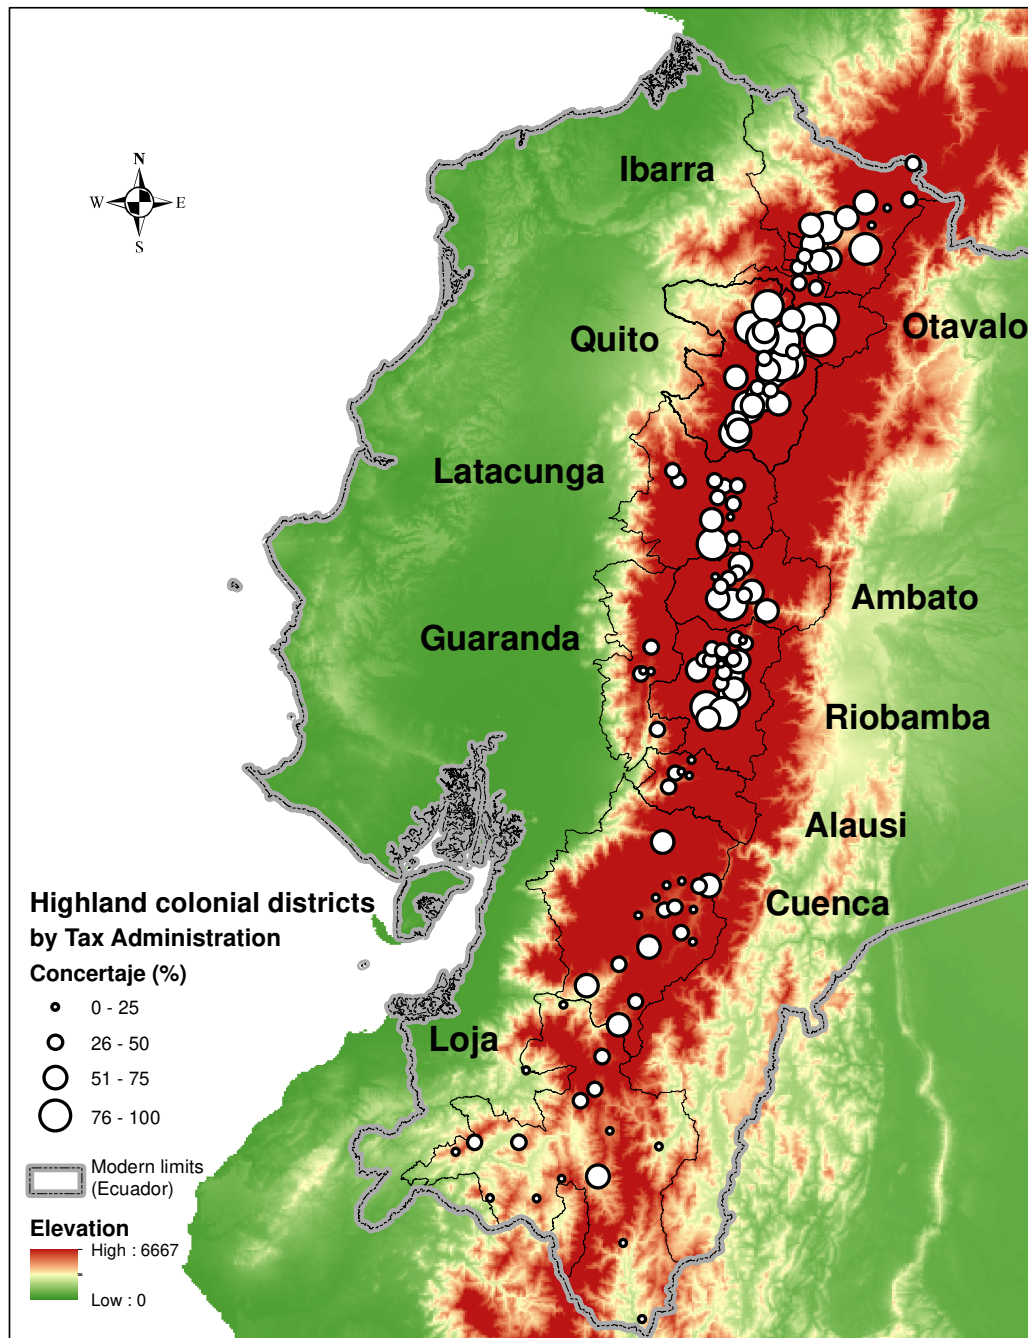 N
W E
S
Ibarra
Otavalo
Quito
Latacunga
Ambato
Guaranda
Riobamba
Alausi
Cuenca
Loja
Highland colonial districts
by Tax Administration
Concertaje (%)
0 - 25
26 - 50
51 - 75
76 - 100
Modern limits
(Ecuador)
Elevation
High : 6667
Low : 0